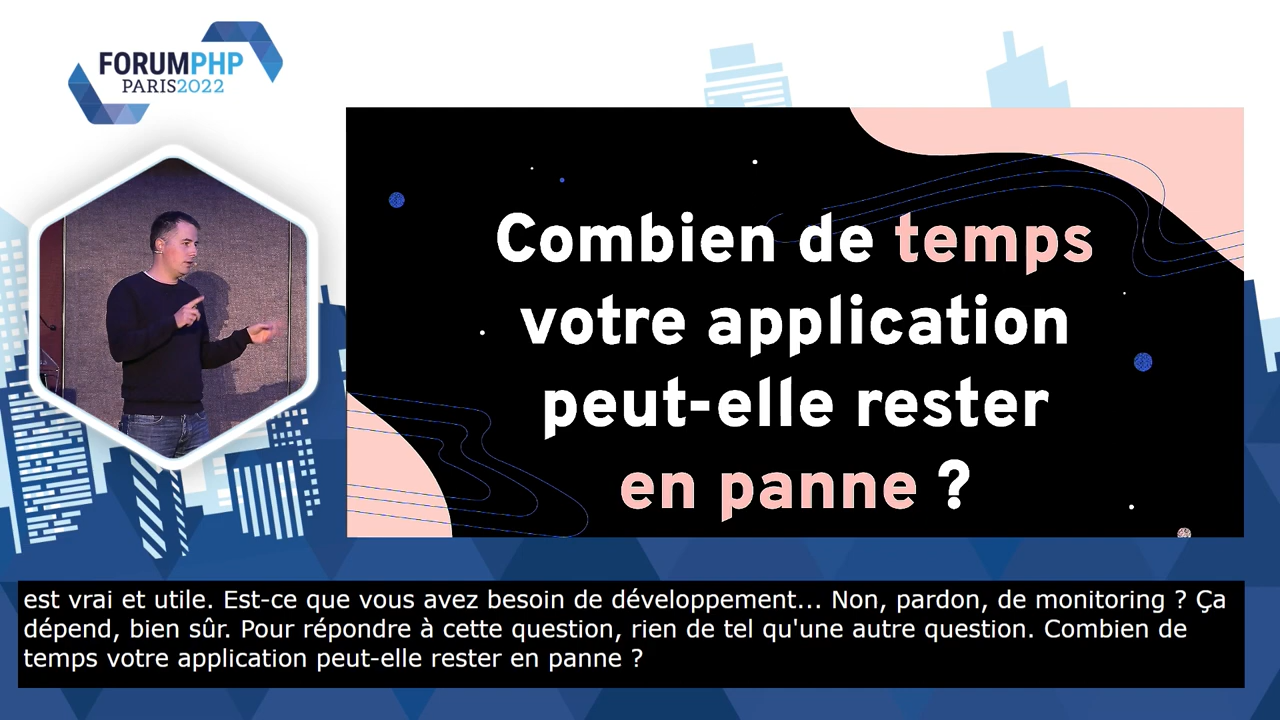 FORUMPHP
PARIS2022
Combien de temps
votre application
peut-elle rester
en panne ?
est vrai et utile. Est-ce que vous avez besoin de développement... Non, pardon, de monitoring ? Ça
dépend, bien sûr. Pour répondre à cette question, rien de tel qu'une autre question. Combien de
temps votre application peut-elle rester en panne ?